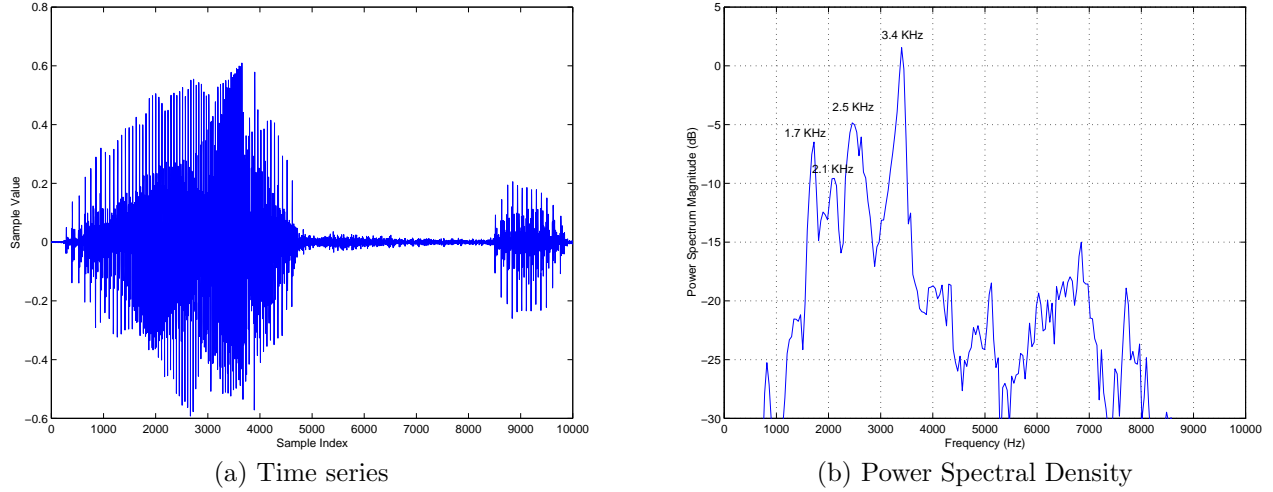 0.8
0.6
0.4
0.2
0
−0.2
−0.4
−0.6
0 1000 2000 3000 4000 5000 6000 7000 8000 9000 10000
Sample Value
Sample Index
(a) Time series
5
0
−5
−10
−15
−20
−25
−30
0 1000 2000 3000 4000 5000 6000 7000 8000 9000 10000
Power Spectrum Magnitude (dB)
Frequency (Hz)
3.4 KHz
2.5 KHz
1.7 KHz
2.1 KHz
(b) Power Spectral Density